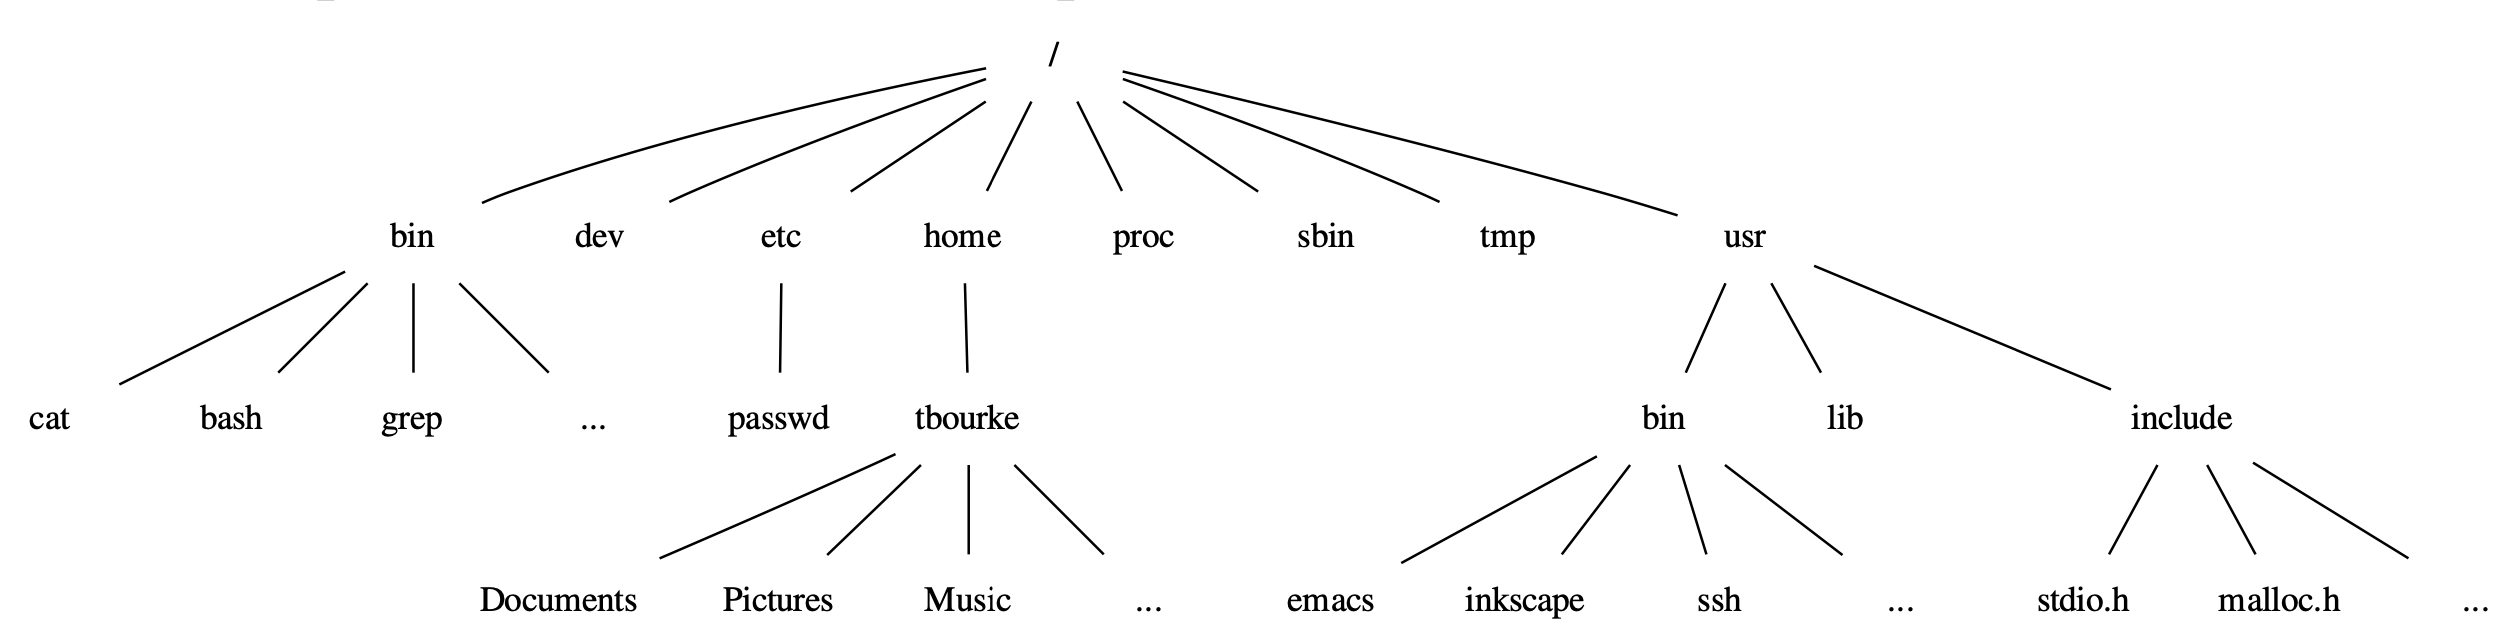 /
bin dev etc home proc sbin tmp usr
cat bash grep ... passwd tbourke bin lib include
Documents Pictures Music ... emacs inkscape ssh ... stdio.h malloc.h ...